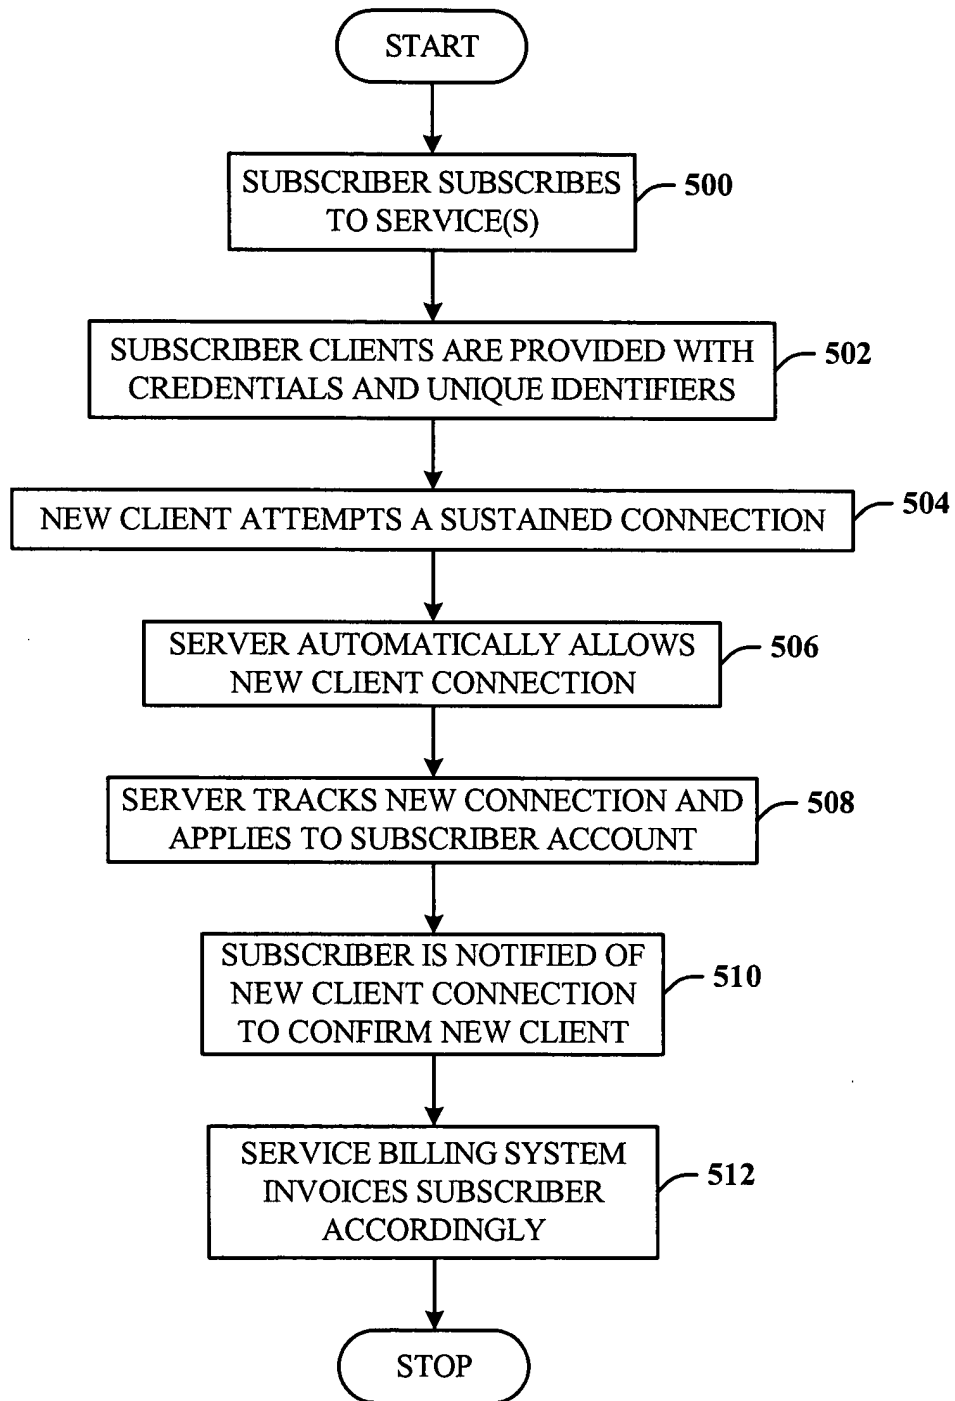 START
SUBSCRIBER SUBSCRIBES
TO SERVICE(S)
500
SUBSCRIBER CLIENTS ARE PROVIDED WITH
CREDENTIALS AND UNIQUE IDENTIFIERS
502
NEW CLIENT ATTEMPTS A SUSTAINED CONNECTION
504
SERVER AUTOMATICALLY ALLOWS
NEW CLIENT CONNECTION
506
SERVER TRACKS NEW CONNECTION AND
APPLIES TO SUBSCRIBER ACCOUNT
508
SUBSCRIBER IS NOTIFIED OF
NEW CLIENT CONNECTION
TO CONFIRM NEW CLIENT
510
SERVICE BILLING SYSTEM
INVOICES SUBSCRIBER
ACCORDINGLY
512
STOP